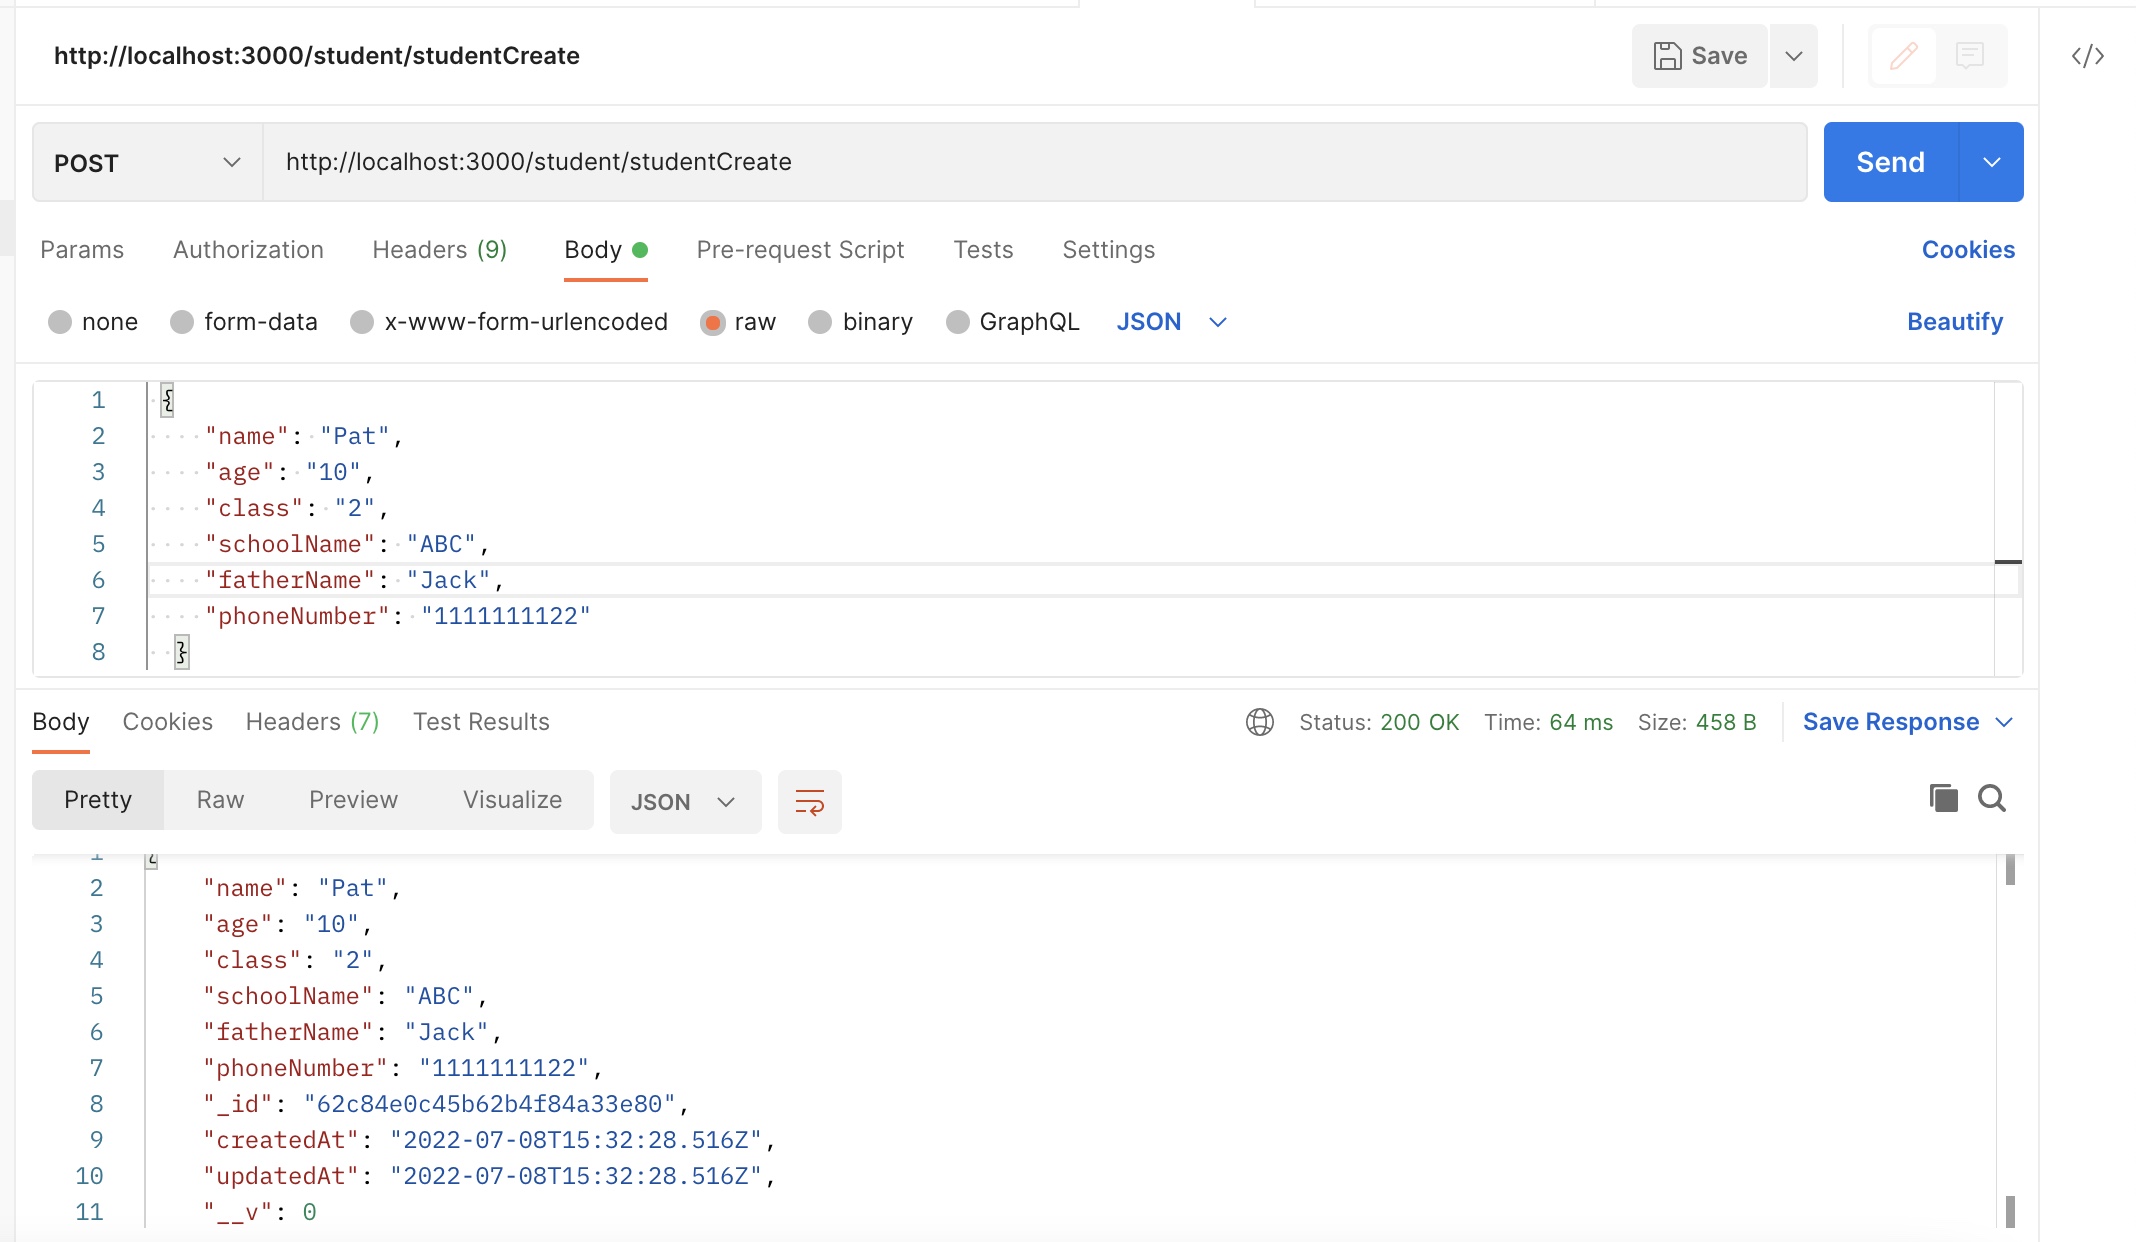 http://localhost:3000/student/studentCreate
Save
</>
POST
http://localhost:3000/student/studentCreate
Send
Params Authorization Headers (9) Body Pre-request Script Tests Settings Cookies
none form-data x-www-form-urlencoded raw binary GraphQL JSON Beautify
1 {
2 "name": "Pat",
3 "age": "10",
4 "class": "2",
5 "schoolName": "ABC",
6 "fatherName": "Jack",
7 "phoneNumber": "1111111122"
8 }
Body Cookies Headers (7) Test Results Status: 200 OK Time: 64 ms Size: 458 B Save Response
Pretty Raw Preview Visualize JSON
1 {
2 "name": "Pat",
3 "age": "10",
4 "class": "2",
5 "schoolName": "ABC",
6 "fatherName": "Jack",
7 "phoneNumber": "1111111122",
8 "_id": "62c84e0c45b62b4f84a33e80",
9 "createdAt": "2022-07-08T15:32:28.516Z",
10 "updatedAt": "2022-07-08T15:32:28.516Z",
11 "__v": 0